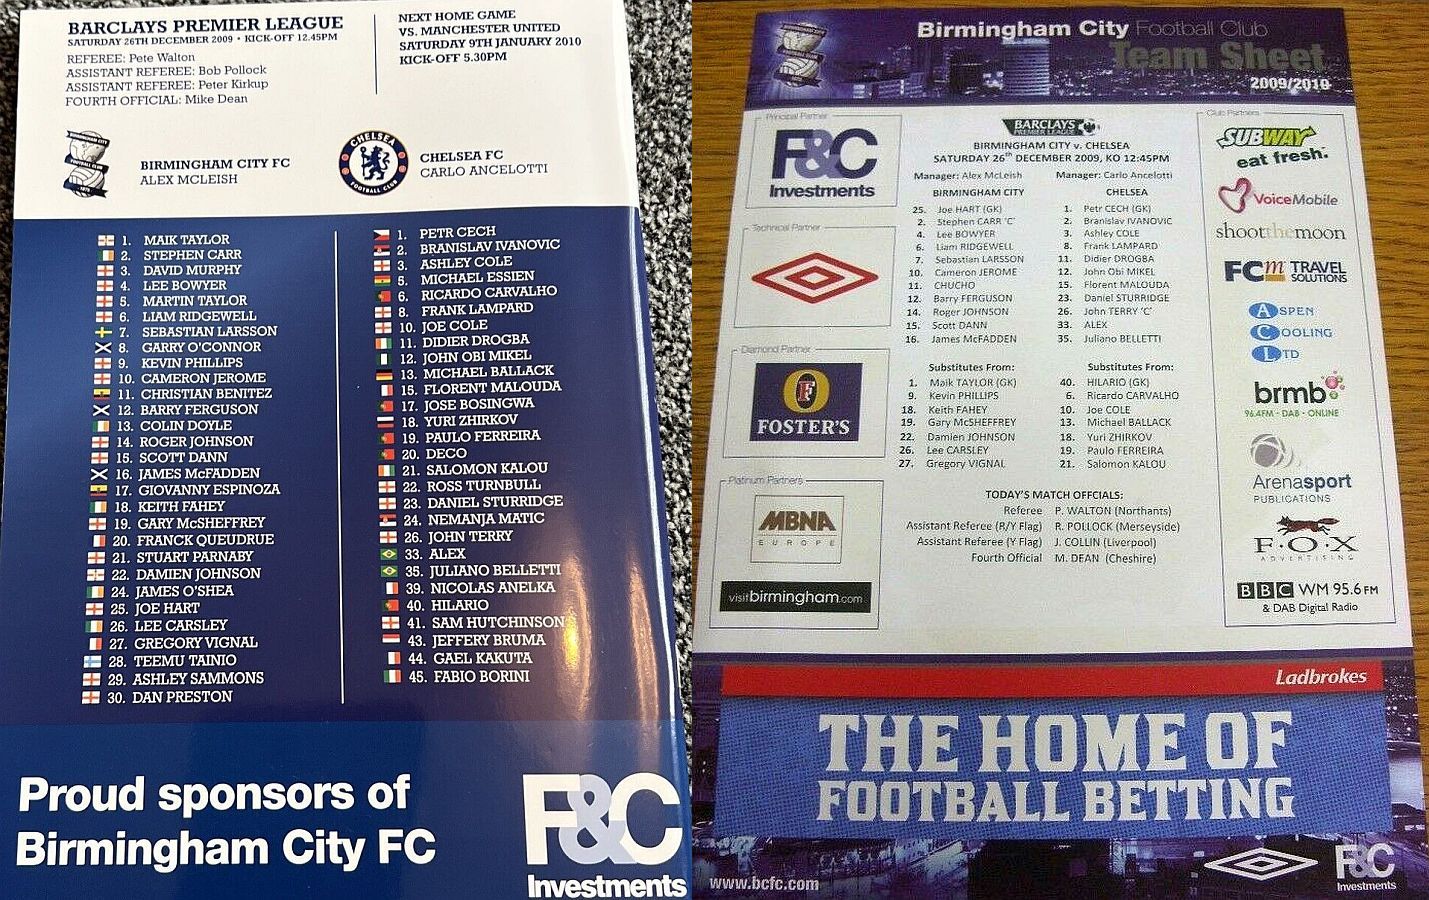 BARCLAYS PREMIER LEAGUE
SATURDAY 26TH DECEMBER 2009 • KICK-OFF 12.45PM
REFEREE: Pete Walton
ASSISTANT REFEREE: Bob Pollock
ASSISTANT REFEREE: Peter Kirkup
FOURTH OFFICIAL: Mike Dean
NEXT HOME GAME
VS. MANCHESTER UNITED
SATURDAY 9TH JANUARY 2010
KICK-OFF 5.30PM
BIRMINGHAM CITY FC
ALEX MCLEISH
CHELSEA
FOOTBALL CLUB
CHELSEA FC
CARLO ANCELOTTI
1. MAIK TAYLOR
2. STEPHEN CARR
3. DAVID MURPHY
4. LEE BOWYER
5. MARTIN TAYLOR
6. LIAM RIDGEWELL
7. SEBASTIAN LARSSON
8. GARRY O'CONNOR
9. KEVIN PHILLIPS
10. CAMERON JEROME
11. CHRISTIAN BENITEZ
12. BARRY FERGUSON
13. COLIN DOYLE
14. ROGER JOHNSON
15. SCOTT DANN
16. JAMES McFADDEN
17. GIOVANNY ESPINOZA
18. KEITH FAHEY
19. GARY McSHEFFREY
20. FRANCK QUEUDRUE
21. STUART PARNABY
22. DAMIEN JOHNSON
24. JAMES O'SHEA
25. JOE HART
26. LEE CARSLEY
27. GREGORY VIGNAL
28. TEEMU TAINIO
29. ASHLEY SAMMONS
30. DAN PRESTON
1. PETR CECH
2. BRANISLAV IVANOVIC
3. ASHLEY COLE
5. MICHAEL ESSIEN
6. RICARDO CARVALHO
8. FRANK LAMPARD
10. JOE COLE
11. DIDIER DROGBA
12. JOHN OBI MIKEL
13. MICHAEL BALLACK
15. FLORENT MALOUDA
17. JOSE BOSINGWA
18. YURI ZHIRKOV
19. PAULO FERREIRA
20. DECO
21. SALOMON KALOU
22. ROSS TURNBULL
23. DANIEL STURRIDGE
24. NEMANJA MATIC
26. JOHN TERRY
33. ALEX
35. JULIANO BELLETTI
39. NICOLAS ANELKA
40. HILARIO
41. SAM HUTCHINSON
43. JEFFERY BRUMA
44. GAEL KAKUTA
45. FABIO BORINI
Proud sponsors of
Birmingham City FC
F&C
Investments
Birmingham City Football Club
Team Sheet
2009/2010
Principal Partner
F&C
Investments
Technical Partner
Diamond Partner
F
FOSTER'S
Platinum Partners
MBNA
EUROPE
visitbirmingham.com
BARCLAYS
PREMIER LEAGUE
BIRMINGHAM CITY v. CHELSEA
SATURDAY 26th DECEMBER 2009, KO 12:45PM
Manager: Alex McLeish Manager: Carlo Ancelotti
BIRMINGHAM CITY CHELSEA
25. Joe HART (GK) 1. Petr CECH (GK)
2. Stephen CARR 'C' 2. Branislav IVANOVIC
4. Lee BOWYER 3. Ashley COLE
6. Liam RIDGEWELL 8. Frank LAMPARD
7. Sebastian LARSSON 11. Didier DROGBA
10. Cameron JEROME 12. John Obi MIKEL
11. CHUCHO 15. Florent MALOUDA
12. Barry FERGUSON 23. Daniel STURRIDGE
14. Roger JOHNSON 26. John TERRY 'C'
15. Scott DANN 33. ALEX
16. James McFADDEN 35. Juliano BELLETTI
Substitutes From: Substitutes From:
1. Maik TAYLOR (GK) 40. HILARIO (GK)
9. Kevin PHILLIPS 6. Ricardo CARVALHO
18. Keith FAHEY 10. Joe COLE
19. Gary McSHEFFREY 13. Michael BALLACK
22. Damien JOHNSON 18. Yuri ZHIRKOV
26. Lee CARSLEY 19. Paulo FERREIRA
27. Gregory VIGNAL 21. Salomon KALOU
TODAY'S MATCH OFFCIALS:
Referee P. WALTON (Northants)
Assistant Referee (R/Y Flag) R. POLLOCK (Merseyside)
Assistant Referee (Y Flag) J. COLLIN (Liverpool)
Fourth Official M. DEAN (Cheshire)
Club Partners
SUBWAY
eat fresh.
VoiceMobile
shootthemoon
FCm TRAVEL
SOLUTIONS
ASPEN
COOLING
LTD
brmb
96.4FM • DAB • ONLINE
Arenasport
PUBLICATIONS
FOX
ADVERTISING
BBC WM 95.6FM
& DAB Digital Radio
Ladbrokes
THE HOME OF
FOOTBALL BETTING
www.bcfc.com
F&C
Investments